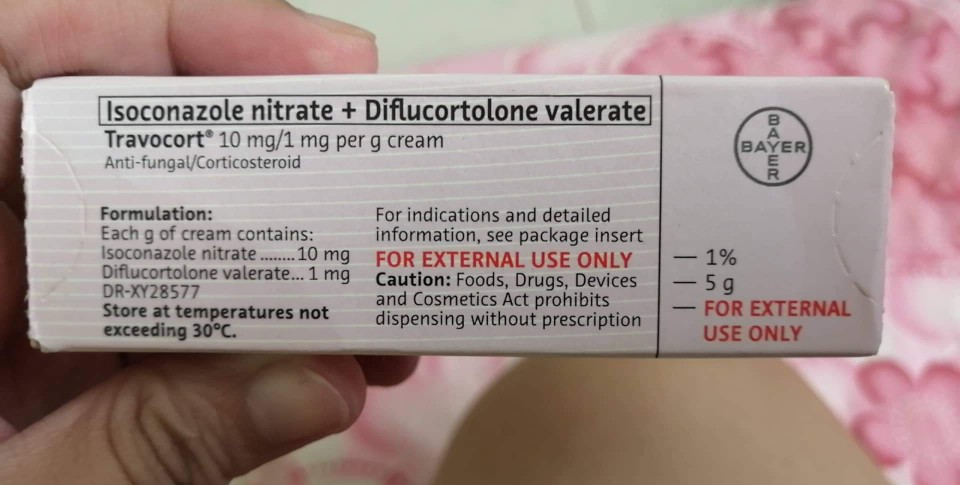 Isoconazole nitrate + Diflucortolone valerate
Travocort® 10 mg/1 mg per g cream
Anti-fungal/Corticosteroid
Formulation:
Each g of cream contains:
Isoconazole nitrate ........ 10 mg
Diflucortolone valerate... 1 mg
DR-XY28577
Store at temperatures not
exceeding 30°C.
For indications and detailed
information, see package insert
FOR EXTERNAL USE ONLY
Caution: Foods, Drugs, Devices
and Cosmetics Act prohibits
dispensing without prescription
BAYER
BAYER
— 1%
— 5 g
— FOR EXTERNAL
USE ONLY